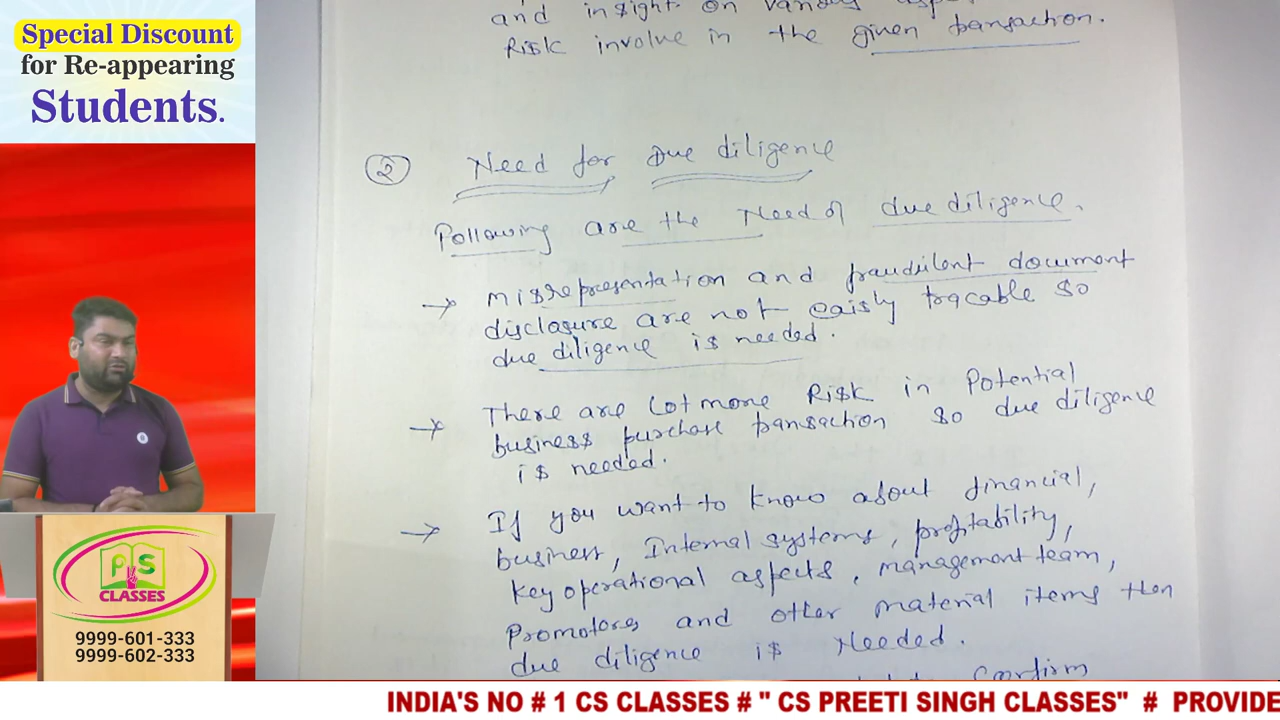 Special Discount
for Re-appearing
Students.
and insight on various
Risk involve in the given transaction.
② Need for Due diligence
Following are the Need of due diligence.
→ misrepresentation and fraudulent document
disclosure are not eaisly tracable so
due diligence is needed.
→ There are lot more Risk in Potential
business purchase transaction so due diligence
is needed.
→ If you want to know about financial,
business, Internal systems, profitability,
key operational aspects, management team,
Promotors and other material items then
due diligence is Needed.
Confirm
PS
CLASSES
9999-601-333
9999-602-333
INDIA'S NO # 1 CS CLASSES # " CS PREETI SINGH CLASSES" # PROVIDE